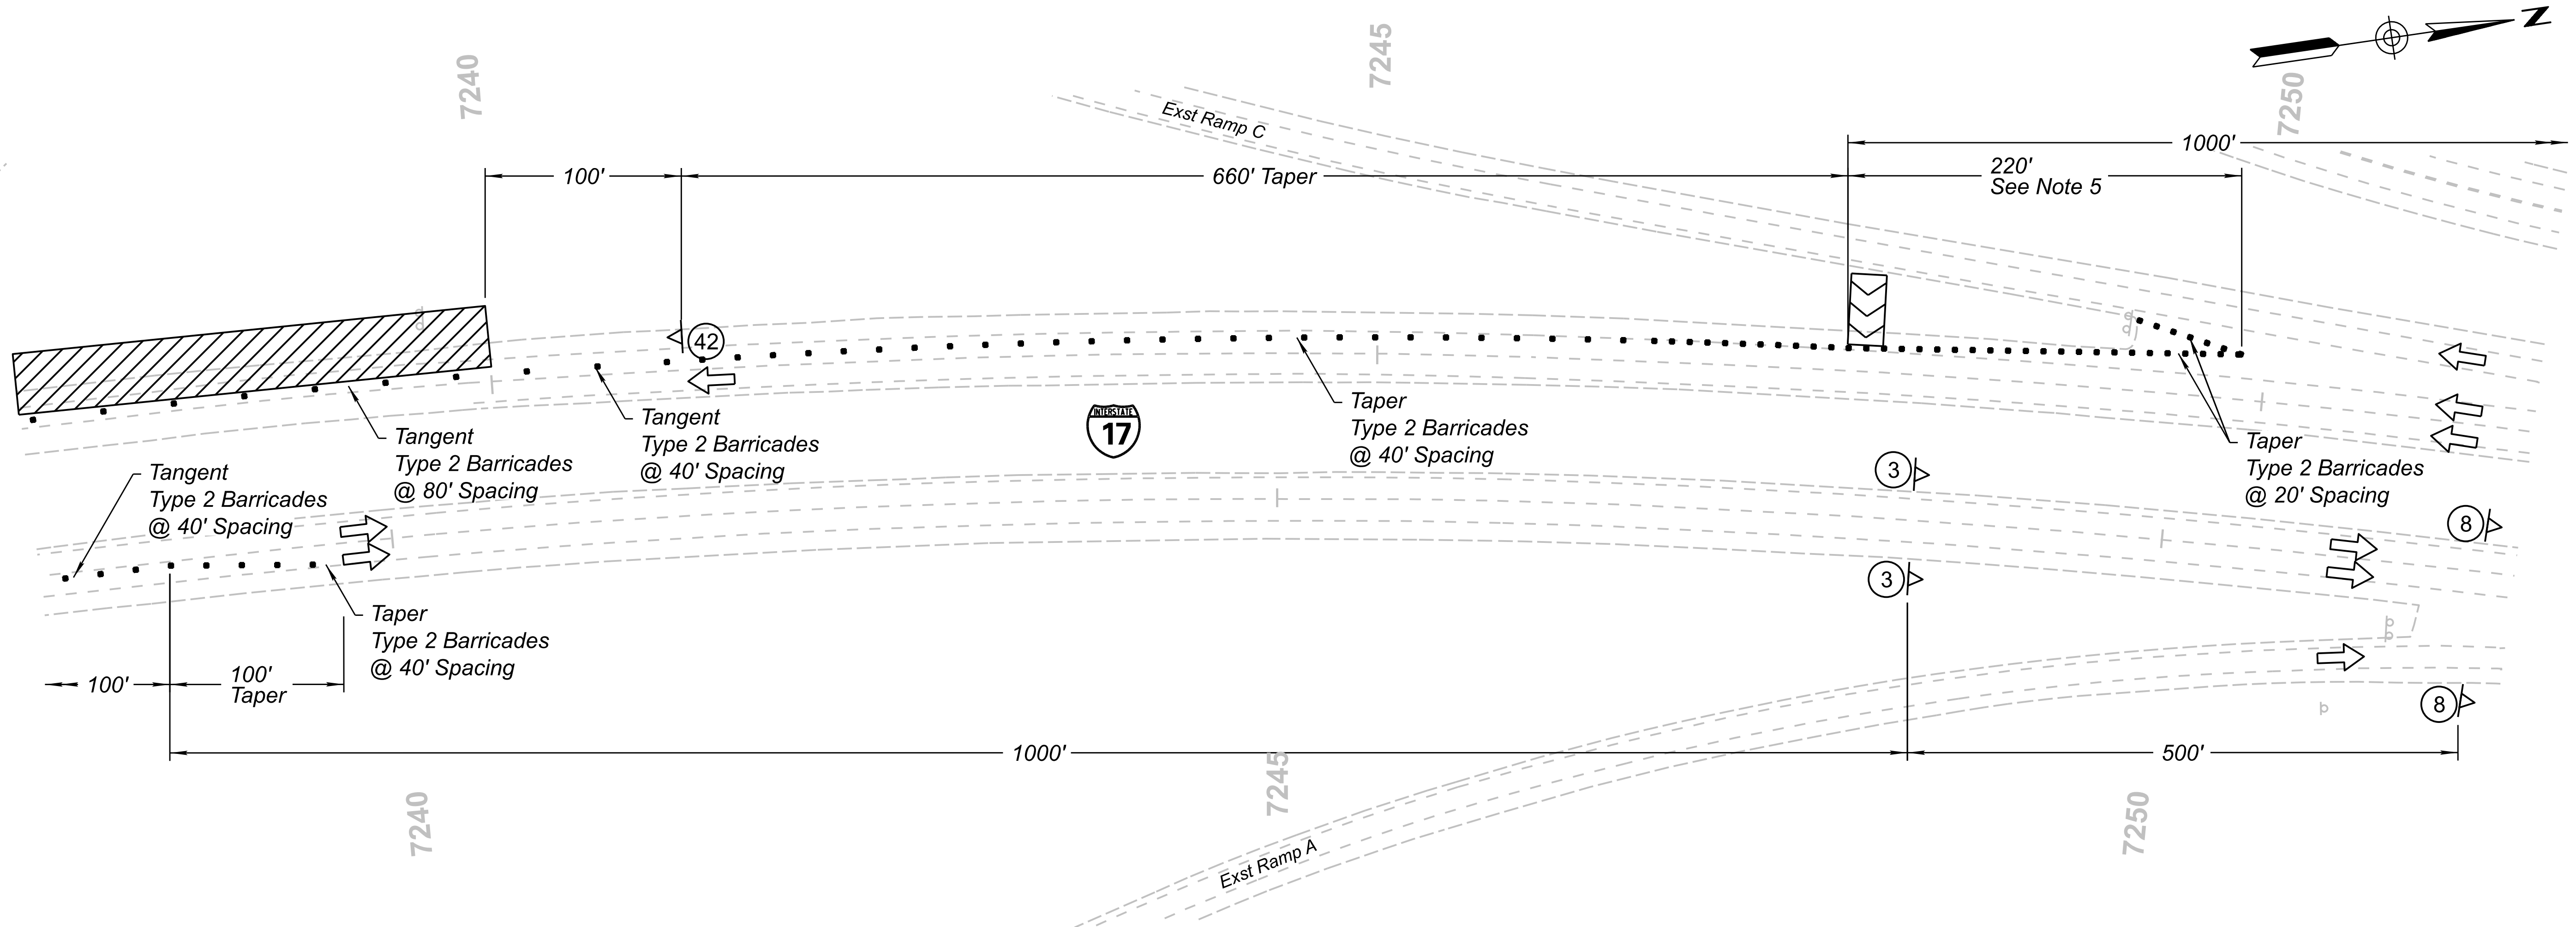 7240
7245
7250
N
Exst Ramp C
1000'
100'
660' Taper
220'
See Note 5
42
Tangent
Type 2 Barricades
@ 40' Spacing
Tangent
Type 2 Barricades
@ 80' Spacing
Tangent
Type 2 Barricades
@ 40' Spacing
INTERSTATE
17
Taper
Type 2 Barricades
@ 40' Spacing
Taper
Type 2 Barricades
@ 20' Spacing
3
8
3
8
Taper
Type 2 Barricades
@ 40' Spacing
100'
100'
Taper
1000'
500'
7240
7245
7250
Exst Ramp A